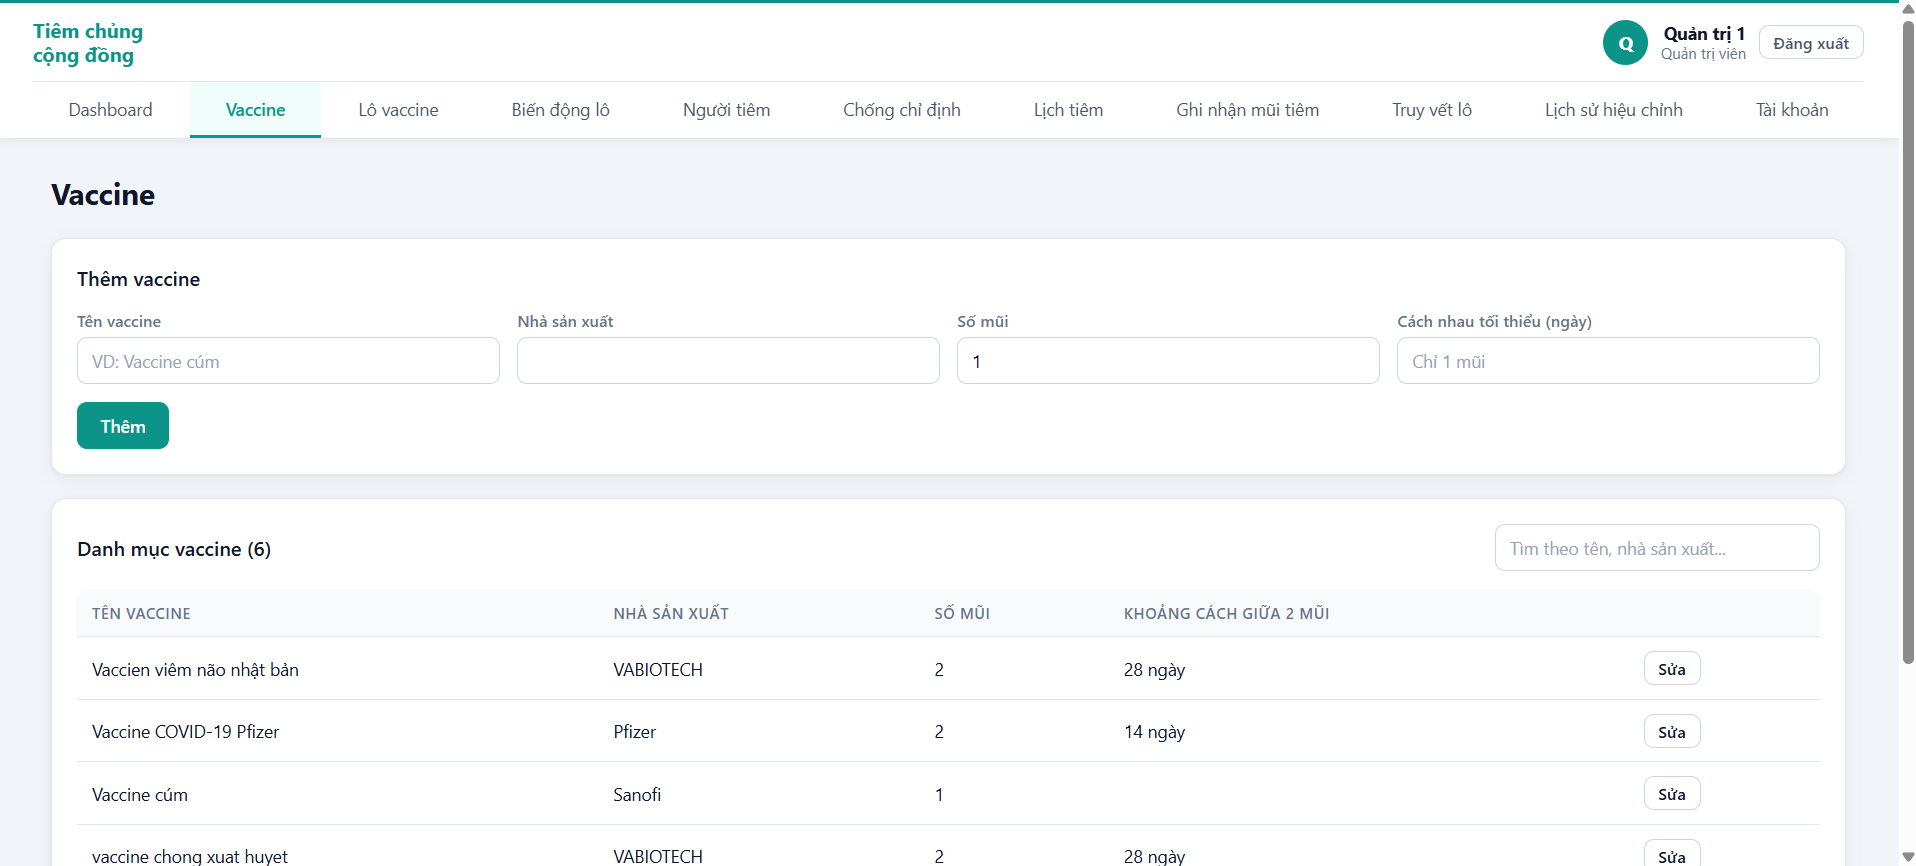 Tiêm chủng
cộng đồng
Q
Quản trị 1
Quản trị viên
Đăng xuất
Dashboard
Vaccine
Lô vaccine
Biến động lô
Người tiêm
Chống chỉ định
Lịch tiêm
Ghi nhận mũi tiêm
Truy vết lô
Lịch sử hiệu chỉnh
Tài khoản
Vaccine
Thêm vaccine
Tên vaccine
Nhà sản xuất
Số mũi
Cách nhau tối thiểu (ngày)
VD: Vaccine cúm
1
Chỉ 1 mũi
Thêm
Danh mục vaccine (6)
Tìm theo tên, nhà sản xuất...
TÊN VACCINE
NHÀ SẢN XUẤT
SỐ MŨI
KHOẢNG CÁCH GIỮA 2 MŨI
Vaccien viêm não nhật bản
VABIOTECH
2
28 ngày
Sửa
Vaccine COVID-19 Pfizer
Pfizer
2
14 ngày
Sửa
Vaccine cúm
Sanofi
1
Sửa
vaccine chong xuat huyet
VABIOTECH
2
28 ngày
Sửa